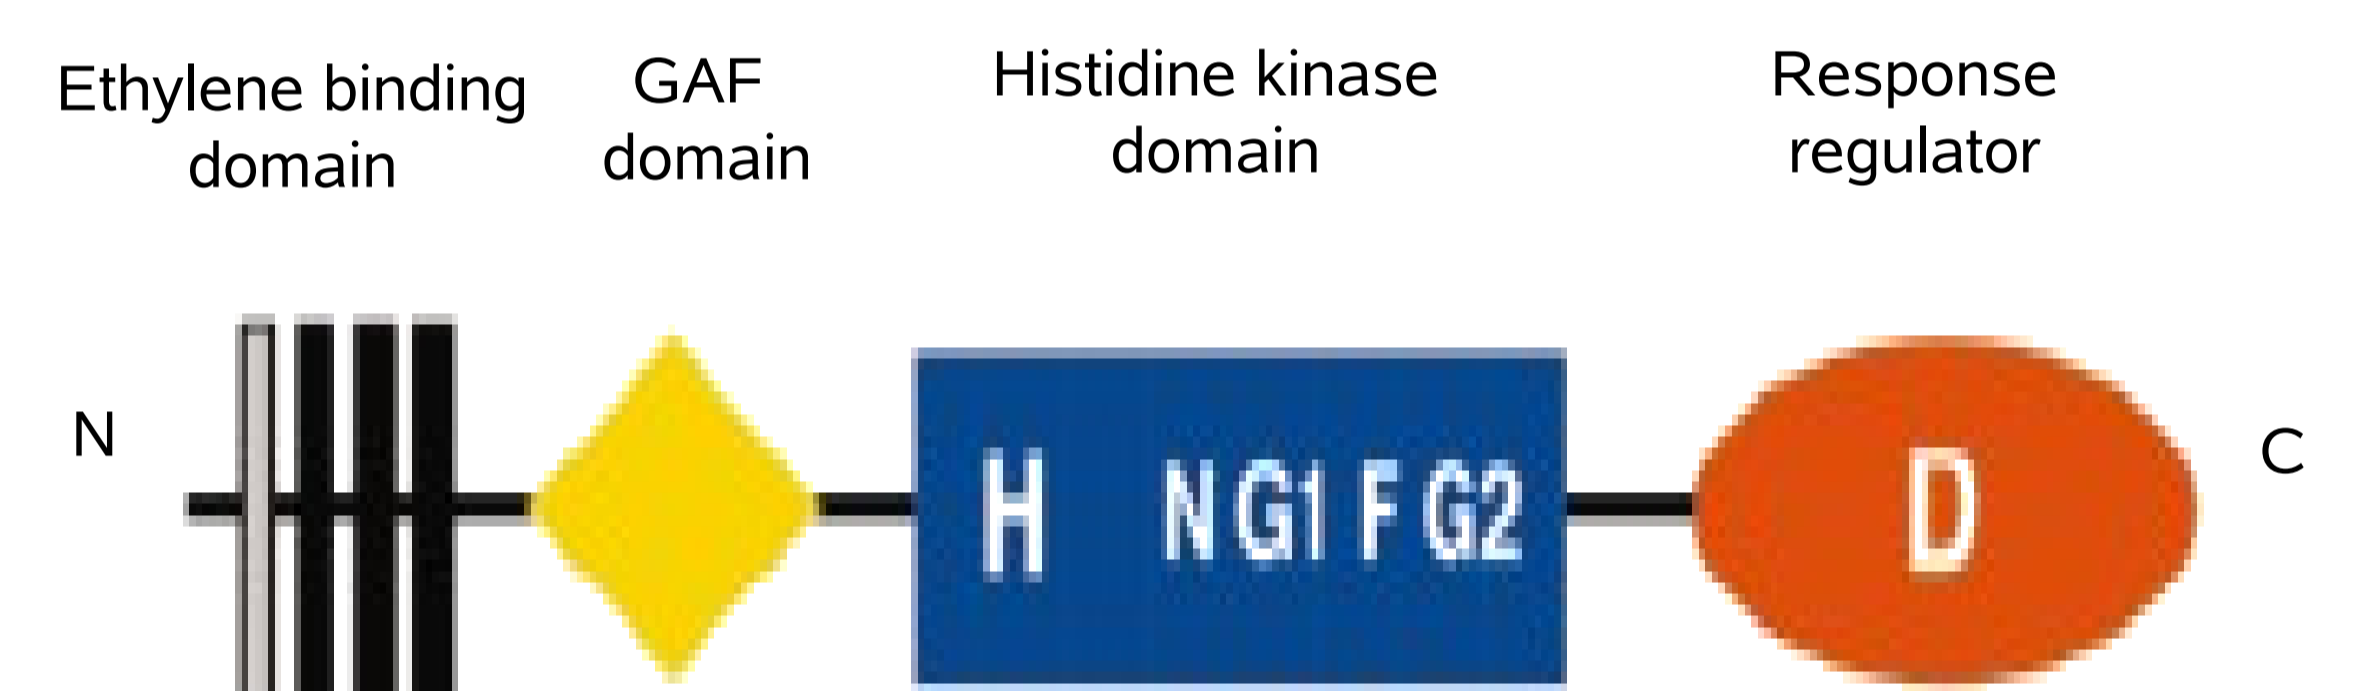 Ethylene binding
domain
GAF
domain
Histidine kinase
domain
Response
regulator
N
H N G1 F G2
D
C